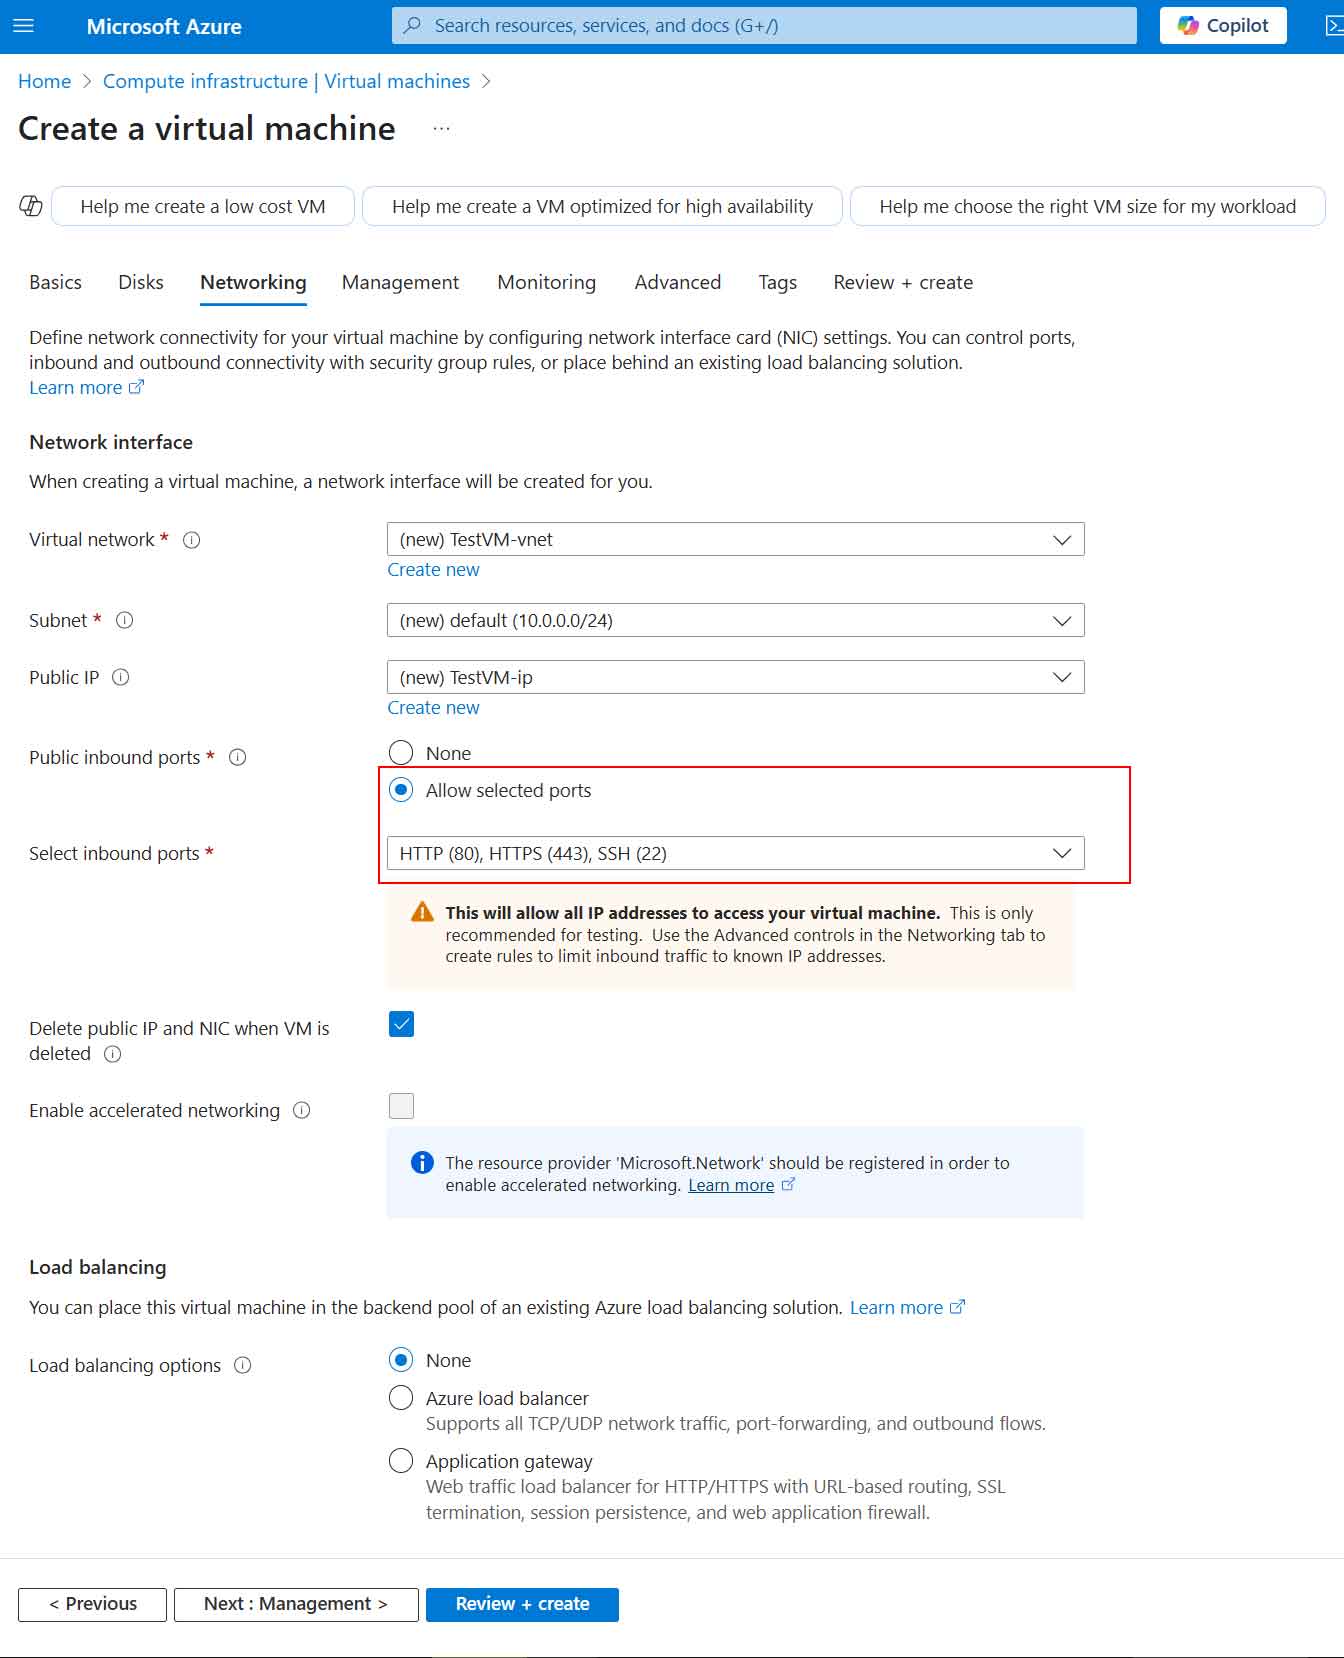 Microsoft Azure
Search resources, services, and docs (G+/)
Copilot
Home > Compute infrastructure | Virtual machines >
Create a virtual machine ...
Help me create a low cost VM
Help me create a VM optimized for high availability
Help me choose the right VM size for my workload
Basics Disks Networking Management Monitoring Advanced Tags Review + create
Define network connectivity for your virtual machine by configuring network interface card (NIC) settings. You can control ports,
inbound and outbound connectivity with security group rules, or place behind an existing load balancing solution.
Learn more
Network interface
When creating a virtual machine, a network interface will be created for you.
Virtual network *
(new) TestVM-vnet
Create new
Subnet *
(new) default (10.0.0.0/24)
Public IP
(new) TestVM-ip
Create new
Public inbound ports *
None
Allow selected ports
Select inbound ports *
HTTP (80), HTTPS (443), SSH (22)
This will allow all IP addresses to access your virtual machine. This is only
recommended for testing. Use the Advanced controls in the Networking tab to
create rules to limit inbound traffic to known IP addresses.
Delete public IP and NIC when VM is
deleted
Enable accelerated networking
The resource provider 'Microsoft.Network' should be registered in order to
enable accelerated networking. Learn more
Load balancing
You can place this virtual machine in the backend pool of an existing Azure load balancing solution. Learn more
Load balancing options
None
Azure load balancer
Supports all TCP/UDP network traffic, port-forwarding, and outbound flows.
Application gateway
Web traffic load balancer for HTTP/HTTPS with URL-based routing, SSL
termination, session persistence, and web application firewall.
< Previous
Next : Management >
Review + create